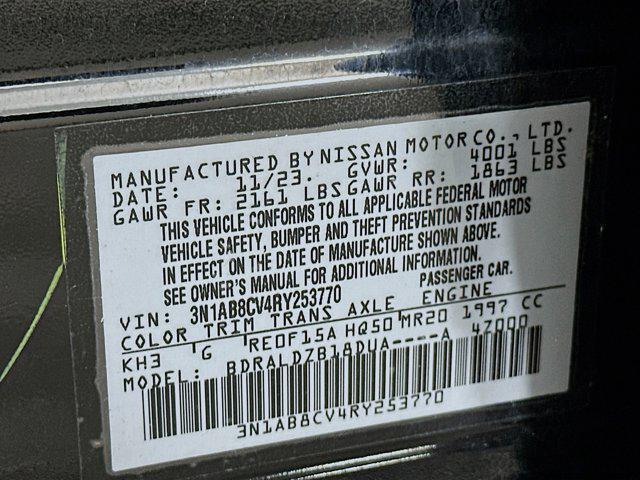 MANUFACTURED BY NISSAN MOTOR CO., LTD.
DATE: 11/23 GVWR: 4001 LBS
GAWR FR: 2161 LBS GAWR RR: 1863 LBS
THIS VEHICLE CONFORMS TO ALL APPLICABLE FEDERAL MOTOR
VEHICLE SAFETY, BUMPER AND THEFT PREVENTION STANDARDS
IN EFFECT ON THE DATE OF MANUFACTURE SHOWN ABOVE.
SEE OWNER'S MANUAL FOR ADDITIONAL INFORMATION.
VIN: 3N1AB8CV4RY253770 PASSENGER CAR.
COLOR TRIM TRANS AXLE ENGINE
KH3 G RE0F15A HQ50 MR20 1997 CC
MODEL: BDRALDZB18DUA----A 47000
3N1AB8CV4RY253770